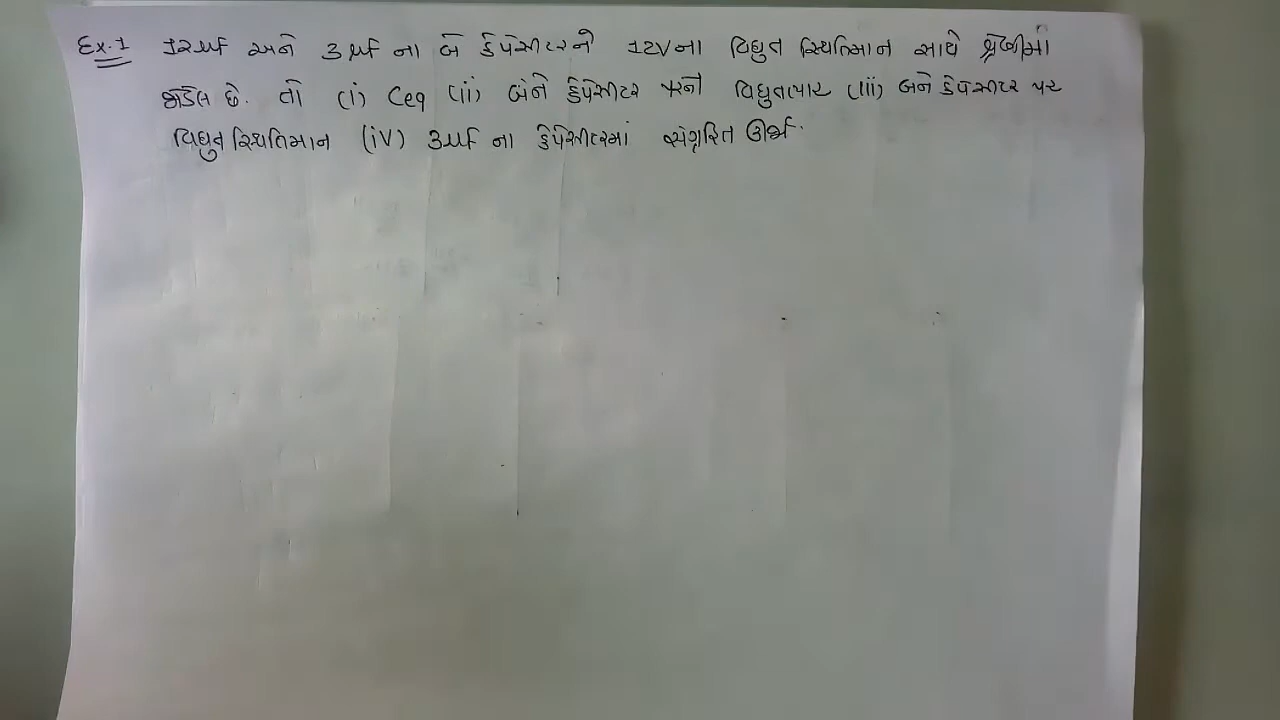 Ex.1 12μf અને 3μf ના બે કેપેસીટરને 12V ના વિદ્યુત સ્થિતિમાન સાથે શ્રેણીમાં
જોડેલ છે. તો (i) Ceq (ii) બંને કેપેસીટર પરનો વિદ્યુતભાર (iii) બંને કેપેસીટર પર
વિદ્યુત સ્થિતિમાન (iv) 3μf ના કેપેસીટરમાં સંગ્રહિત ઊર્જા.